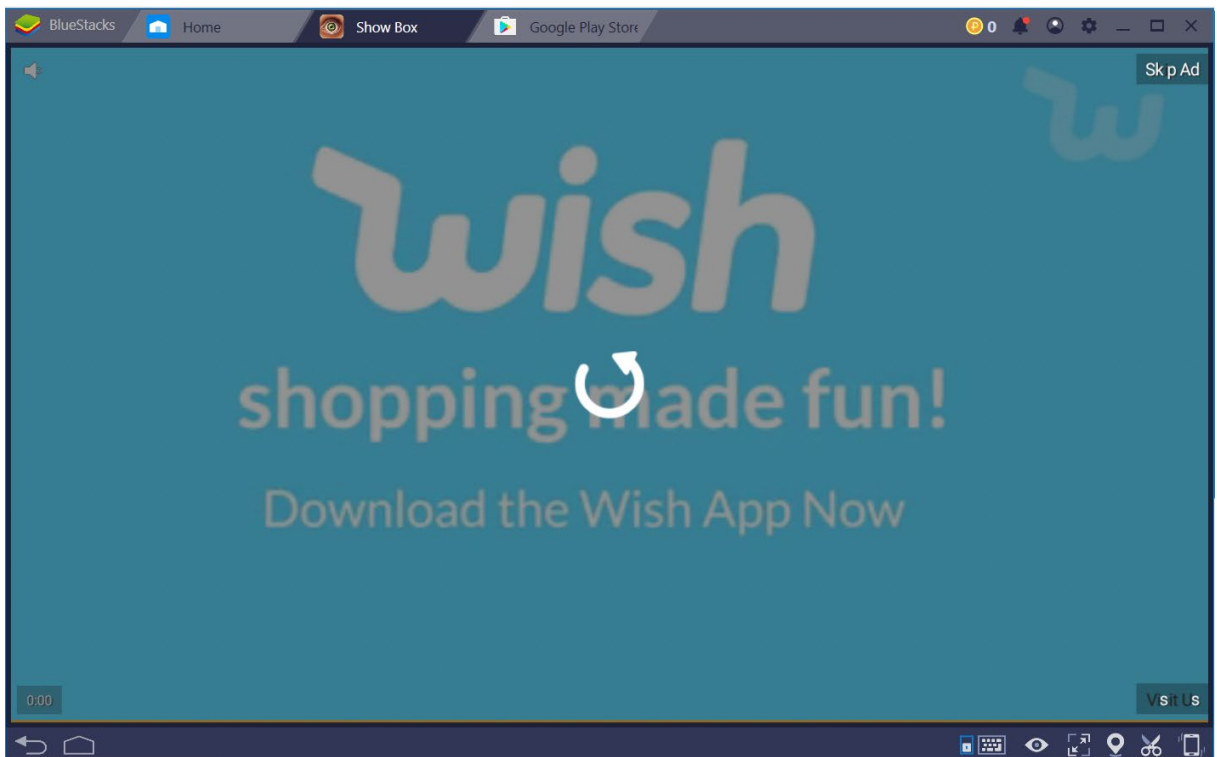 BlueStacks Home Show Box Google Play Store 0
Skip Ad
w
wish
shopping made fun!
Download the Wish App Now
0:00
Visit Us